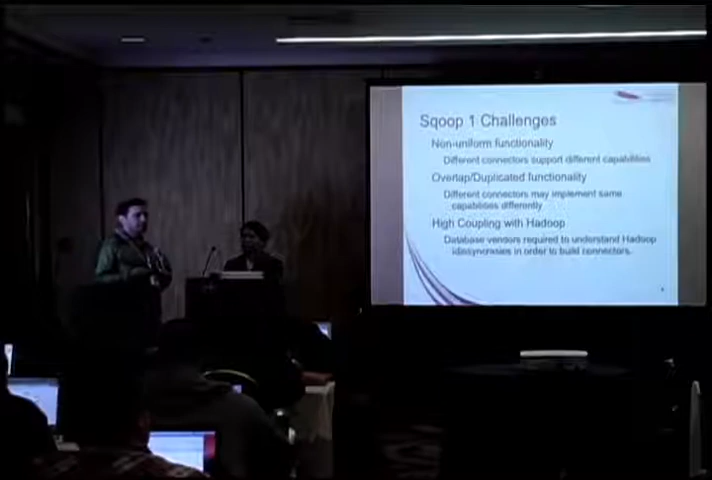 Sqoop 1 Challenges
Non-uniform functionality
Different connectors support different capabilities
Overlap/Duplicated functionality
Different connectors may implement same
capabilities differently
High Coupling with Hadoop
Database vendors required to understand Hadoop
idiosyncrasies in order to build connectors.